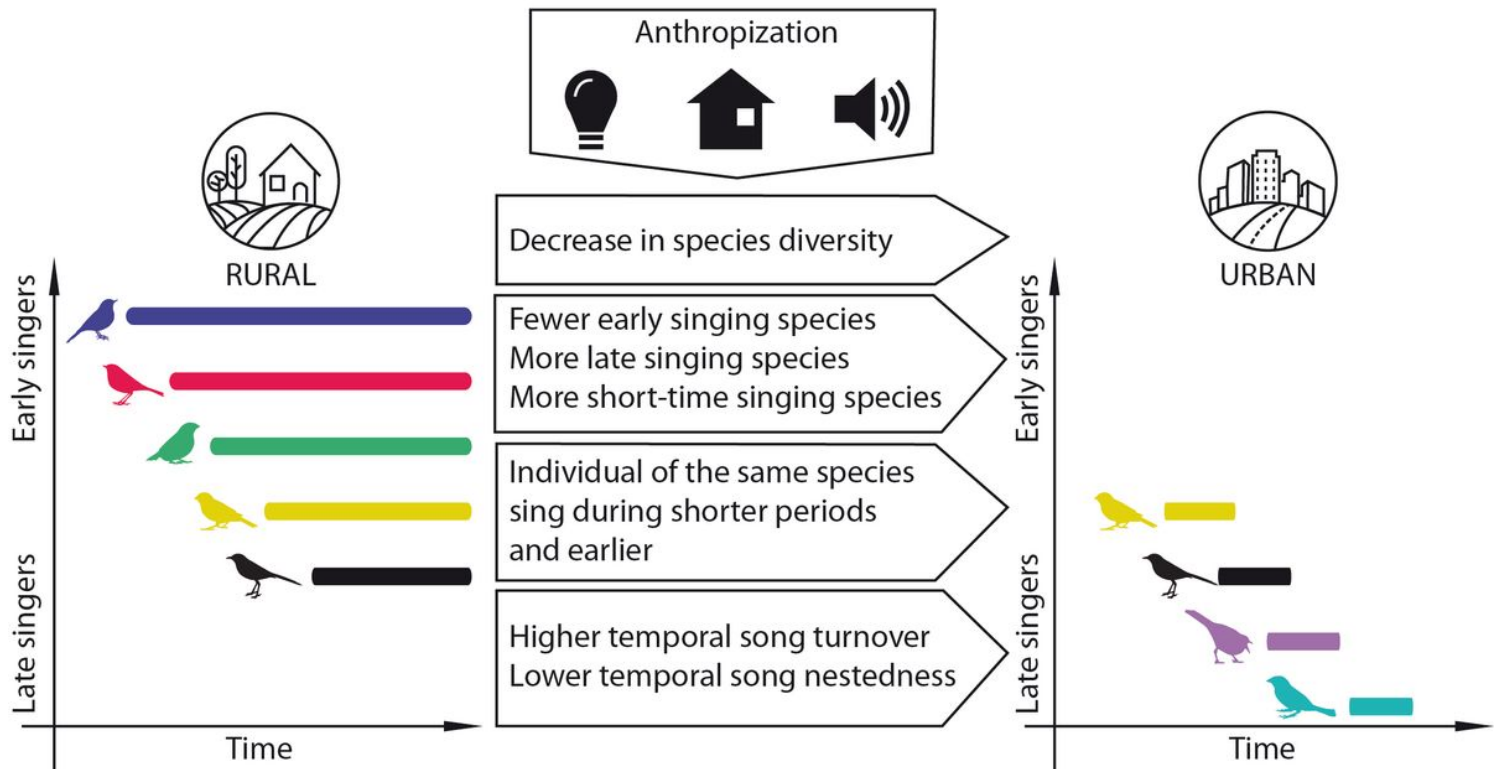 Anthropization
RURAL
Early singers
Late singers
Time
Decrease in species diversity
Fewer early singing species
More late singing species
More short-time singing species
Individual of the same species
sing during shorter periods
and earlier
Higher temporal song turnover
Lower temporal song nestedness
URBAN
Early singers
Late singers
Time